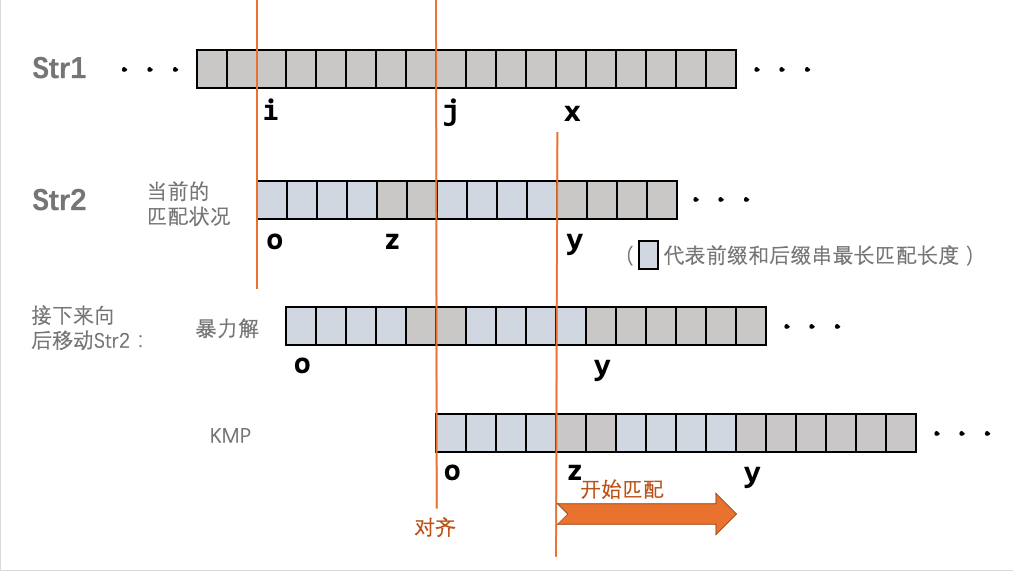 Str1 . . . . . .
i j x
Str2 当前的
匹配状况 . . .
o z y
( 代表前缀和后缀串最长匹配长度 )
接下来向
后移动Str2 :
暴力解 . . .
o y
KMP . . .
o z y
开始匹配
对齐